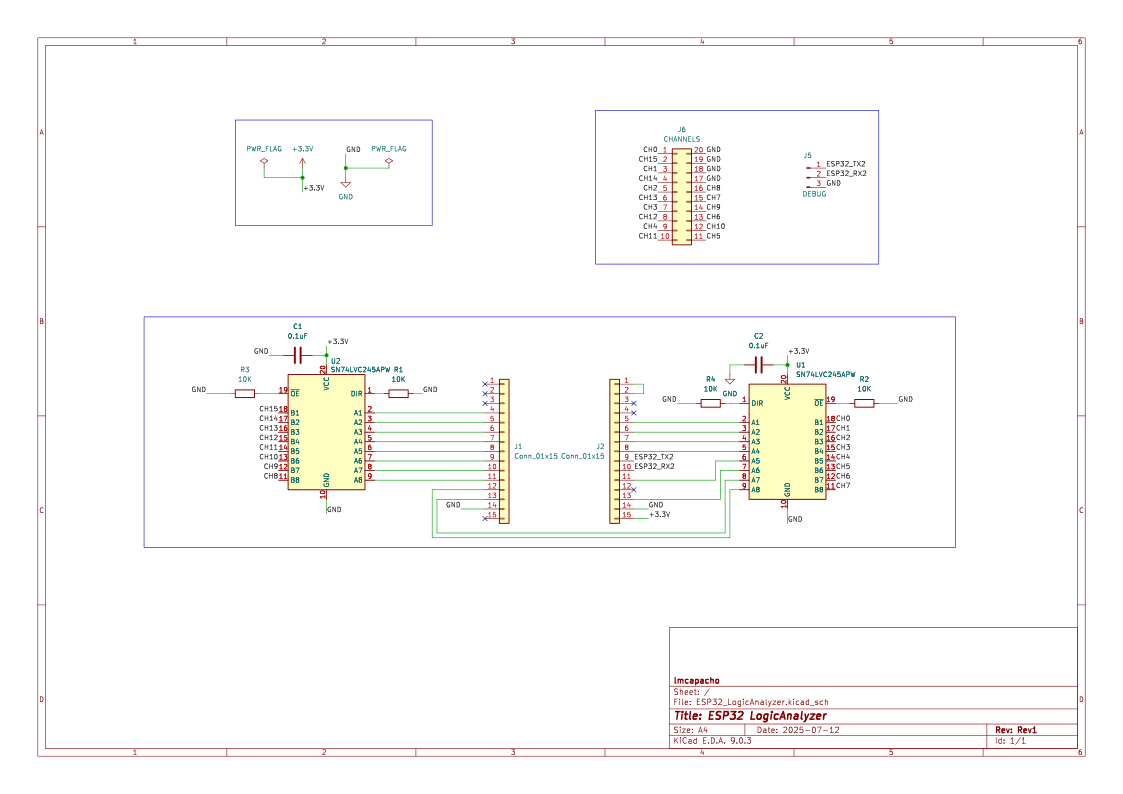 1 2 3 4 5 6
A
B
C
D
A
B
C
D
PWR_FLAG
+3.3V
+3.3V
GND
PWR_FLAG
GND
J6
CHANNELS
CH0 1 20 GND
CH15 2 19 GND
CH1 3 18 GND
CH14 4 17 GND
CH2 5 16 CH8
CH13 6 15 CH7
CH3 7 14 CH9
CH12 8 13 CH6
CH4 9 12 CH10
CH11 10 11 CH5
J5
1 ESP32_TX2
2 ESP32_RX2
3 GND
DEBUG
C1
0.1uF
GND
+3.3V
U2
SN74LVC245APW
R3
10K
GND
R1
10K
GND
20
VCC
19 OE DIR 1
CH15 18 B1 A1 2
CH14 17 B2 A2 3
CH13 16 B3 A3 4
CH12 15 B4 A4 5
CH11 14 B5 A5 6
CH10 13 B6 A6 7
CH9 12 B7 A7 8
CH8 11 B8 A8 9
GND
10
GND
1
2
3
4
5
6
7
8
9
10
11
12
13
GND 14
15
J1
Conn_01x15
J2
Conn_01x15
1
2
3
4
5
6
7
8
9 ESP32_TX2
10 ESP32_RX2
11
12
13
14 GND
15 +3.3V
C2
0.1uF
+3.3V
GND
U1
SN74LVC245APW
R4
10K
GND
R2
10K
GND
20
VCC
1 DIR OE 19
2 A1 B1 18 CH0
3 A2 B2 17 CH1
4 A3 B3 16 CH2
5 A4 B4 15 CH3
6 A5 B5 14 CH4
7 A6 B6 13 CH5
8 A7 B7 12 CH6
9 A8 B8 11 CH7
GND
10
GND
lmcapacho
Sheet: /
File: ESP32_LogicAnalyzer.kicad_sch
Title: ESP32 LogicAnalyzer
Size: A4 Date: 2025-07-12 Rev: Rev1
KiCad E.D.A. 9.0.3 Id: 1/1
1 2 3 4 5 6